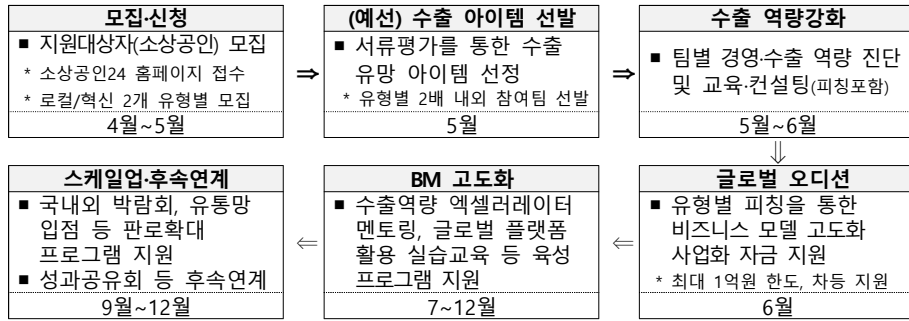 모집·신청
▪ 지원대상자(소상공인) 모집
* 소상공인24 홈페이지 접수
* 로컬/혁신 2개 유형별 모집
4월~5월
⇒
(예선) 수출 아이템 선발
▪ 서류평가를 통한 수출
유망 아이템 선정
* 유형별 2배 내외 참여팀 선발
5월
⇒
수출 역량강화
▪ 팀별 경영·수출 역량 진단
및 교육·컨설팅(피칭포함)
5월~6월
⇓
글로벌 오디션
▪ 유형별 피칭을 통한
비즈니스 모델 고도화
사업화 자금 지원
* 최대 1억원 한도, 차등 지원
6월
⇐
BM 고도화
▪ 수출역량 엑셀러레이터
멘토링, 글로벌 플랫폼
활용 실습교육 등 육성
프로그램 지원
7~12월
⇐
스케일업·후속연계
▪ 국내외 박람회, 유통망
입점 등 판로확대
프로그램 지원
▪ 성과공유회 등 후속연계
9월~12월